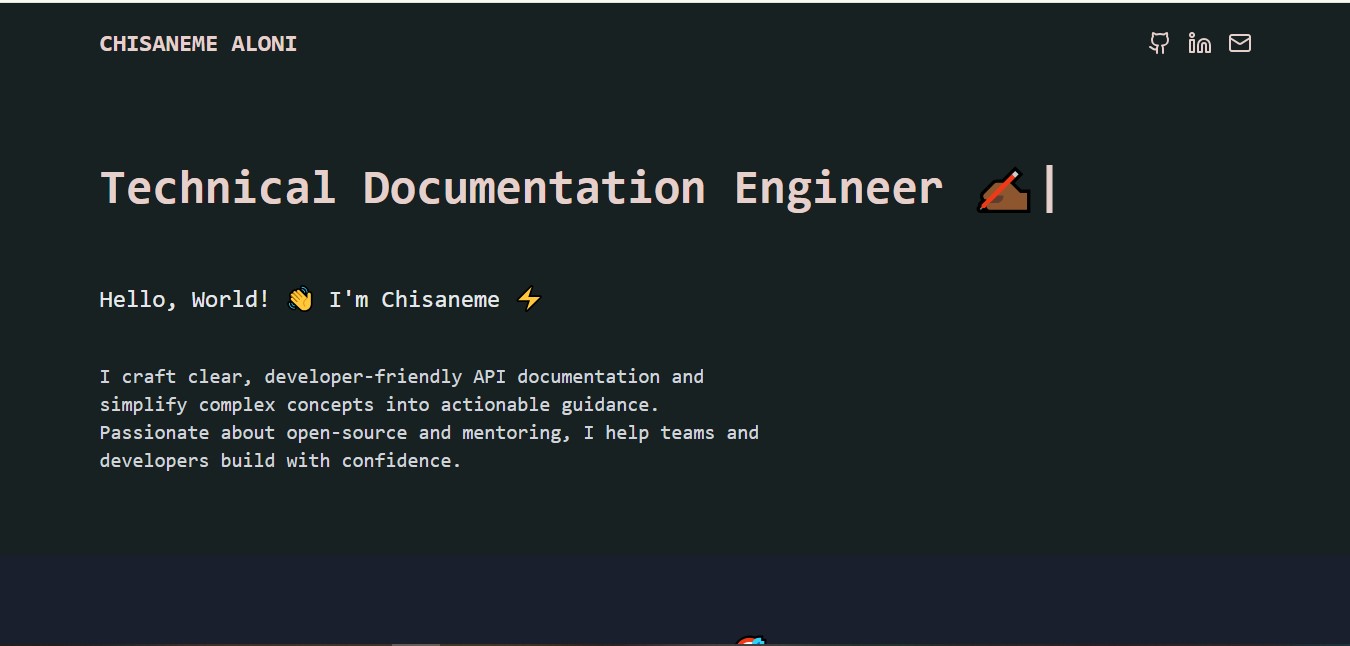 CHISANEME ALONI
Technical Documentation Engineer ✍🏾|
Hello, World! 👋 I'm Chisaneme ⚡
I craft clear, developer-friendly API documentation and
simplify complex concepts into actionable guidance.
Passionate about open-source and mentoring, I help teams and
developers build with confidence.